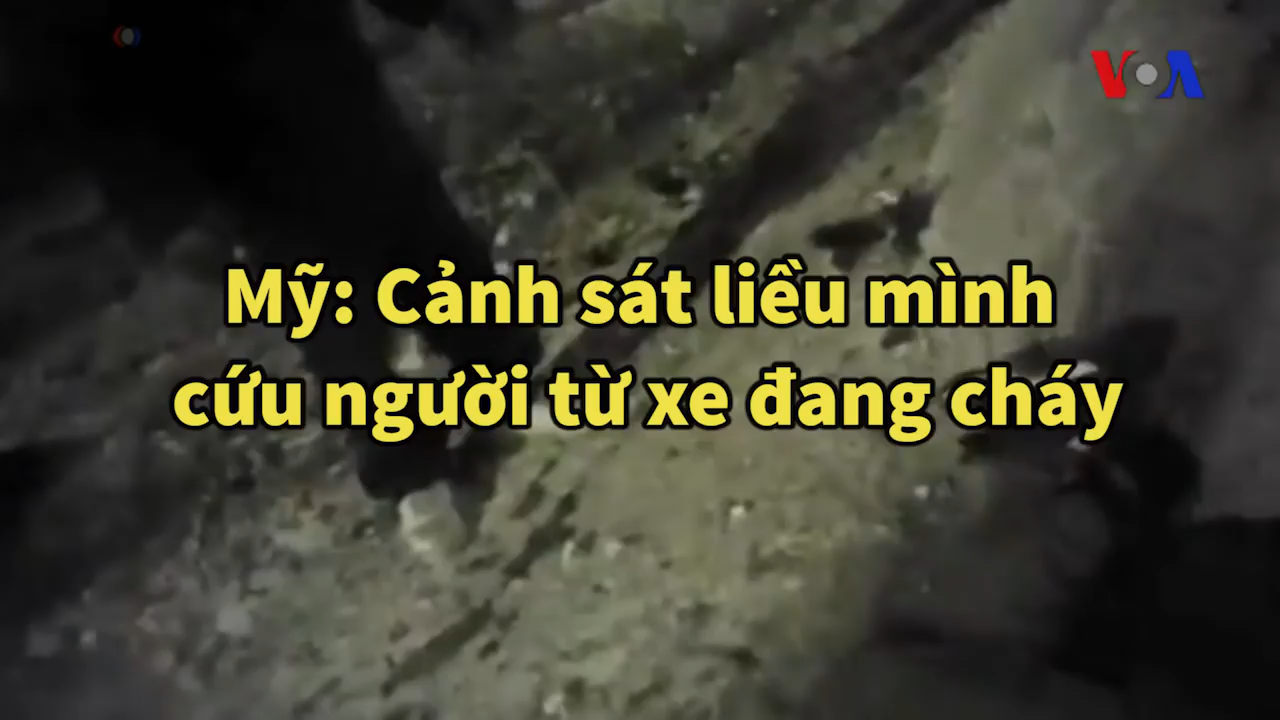 VOA
Mỹ: Cảnh sát liều mình
cứu người từ xe đang cháy